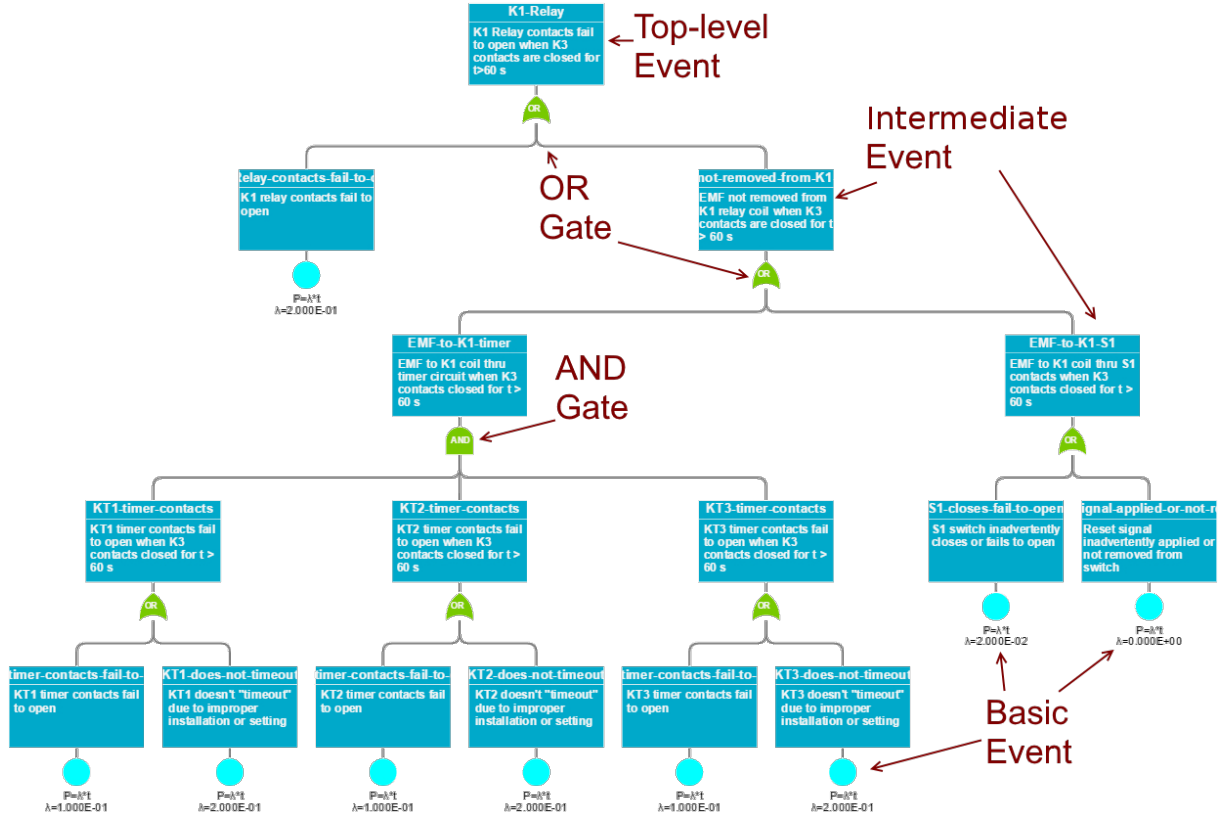 K1-Relay
K1 Relay contacts fail
to open when K3
contacts are closed for
t>60 s
Top-level
Event
OR
Intermediate
Event
OR
Gate
Relay-contacts-fail-to-o
K1 relay contacts fail to
open
P=λ*t
λ=2.000E-01
not-removed-from-K1
EMF not removed from
K1 relay coil when K3
contacts are closed for t
> 60 s
OR
EMF-to-K1-timer
EMF to K1 coil thru
timer circuit when K3
contacts closed for t >
60 s
AND
Gate
AND
EMF-to-K1-S1
EMF to K1 coil thru S1
contacts when K3
contacts closed for t >
60 s
OR
KT1-timer-contacts
KT1 timer contacts fail
to open when K3
contacts closed for t >
60 s
OR
KT2-timer-contacts
KT2 timer contacts fail
to open when K3
contacts closed for t >
60 s
OR
KT3-timer-contacts
KT3 timer contacts fail
to open when K3
contacts closed for t >
60 s
OR
S1-closes-fail-to-open
S1 switch inadvertently
closes or fails to open
P=λ*t
λ=2.000E-02
ignal-applied-or-not-re
Reset signal
inadvertently applied or
not removed from
switch
P=λ*t
λ=0.000E+00
timer-contacts-fail-to-
KT1 timer contacts fail
to open
P=λ*t
λ=1.000E-01
KT1-does-not-timeout
KT1 doesn't "timeout"
due to improper
installation or setting
P=λ*t
λ=2.000E-01
timer-contacts-fail-to-
KT2 timer contacts fail
to open
P=λ*t
λ=1.000E-01
KT2-does-not-timeout
KT2 doesn't "timeout"
due to improper
installation or setting
P=λ*t
λ=2.000E-01
timer-contacts-fail-to-
KT3 timer contacts fail
to open
P=λ*t
λ=1.000E-01
KT3-does-not-timeout
KT3 doesn't "timeout"
due to improper
installation or setting
P=λ*t
λ=2.000E-01
Basic
Event